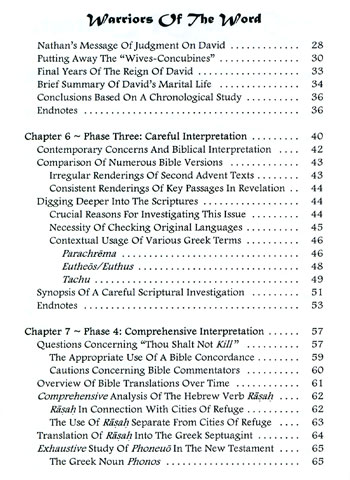 Warriors Of The Word
Nathan's Message Of Judgment On David . . . . . . . . . . . . . 28
Putting Away The "Wives-Concubines" . . . . . . . . . . . . . . . 30
Final Years Of The Reign Of David . . . . . . . . . . . . . . . . . . 33
Brief Summary Of David's Marital Life . . . . . . . . . . . . . . . 34
Conclusions Based On A Chronological Study . . . . . . . . . . 36
Endnotes . . . . . . . . . . . . . . . . . . . . . . . . . . . . . . . . . . 36
Chapter 6 ~ Phase Three: Careful Interpretation . . . . . . . . . 40
Contemporary Concerns And Biblical Interpretation . . . . 42
Comparison Of Numerous Bible Versions . . . . . . . . . . . . . 43
Irregular Renderings Of Second Advent Texts . . . . . . . . 43
Consistent Renderings Of Key Passages In Revelation . . 44
Digging Deeper Into The Scriptures . . . . . . . . . . . . . . . . . 44
Crucial Reasons For Investigating This Issue . . . . . . . . . 44
Necessity Of Checking Original Languages . . . . . . . . . . 45
Contextual Usage Of Various Greek Terms . . . . . . . . . . 46
Parachrēma . . . . . . . . . . . . . . . . . . . . . . . . . . . . 46
Eutheōs/Euthus . . . . . . . . . . . . . . . . . . . . . . . . . 48
Tachu . . . . . . . . . . . . . . . . . . . . . . . . . . . . . . . . 49
Synopsis Of A Careful Scriptural Investigation . . . . . . . . . 51
Endnotes . . . . . . . . . . . . . . . . . . . . . . . . . . . . . . . . . . 53
Chapter 7 ~ Phase 4: Comprehensive Interpretation . . . . . . 57
Questions Concerning "Thou Shalt Not Kill" . . . . . . . . . . . 57
The Appropriate Use Of A Bible Concordance . . . . . . . . 59
Cautions Concerning Bible Commentators . . . . . . . . . . 60
Overview Of Bible Translations Over Time . . . . . . . . . . . . 61
Comprehensive Analysis Of The Hebrew Verb Rāṣaḥ . . . . 62
Rāṣaḥ In Connection With Cities Of Refuge . . . . . . . . . 62
The Use Of Rāṣaḥ Separate From Cities Of Refuge . . . . 63
Translation Of Rāṣaḥ Into The Greek Septuagint . . . . . . . 64
Exhaustive Study Of Phoneuō In The New Testament . . . . 65
The Greek Noun Phonos . . . . . . . . . . . . . . . . . . . . . . . 65